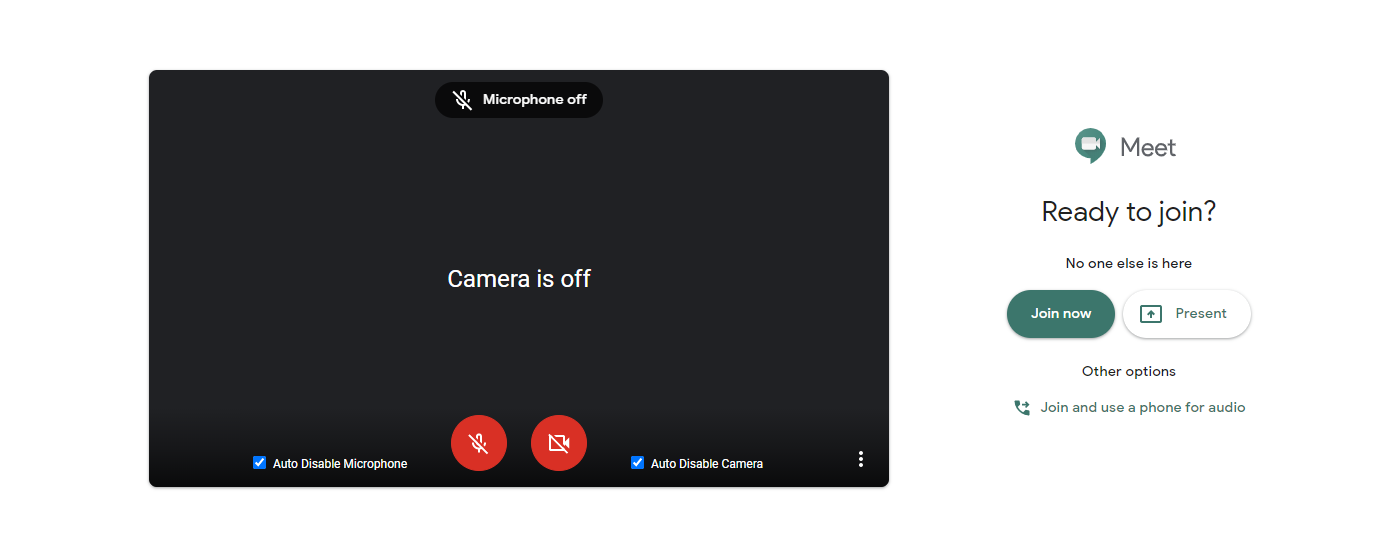 Microphone off
Camera is off
Auto Disable Microphone
Auto Disable Camera
Meet
Ready to join?
No one else is here
Join now
Present
Other options
Join and use a phone for audio